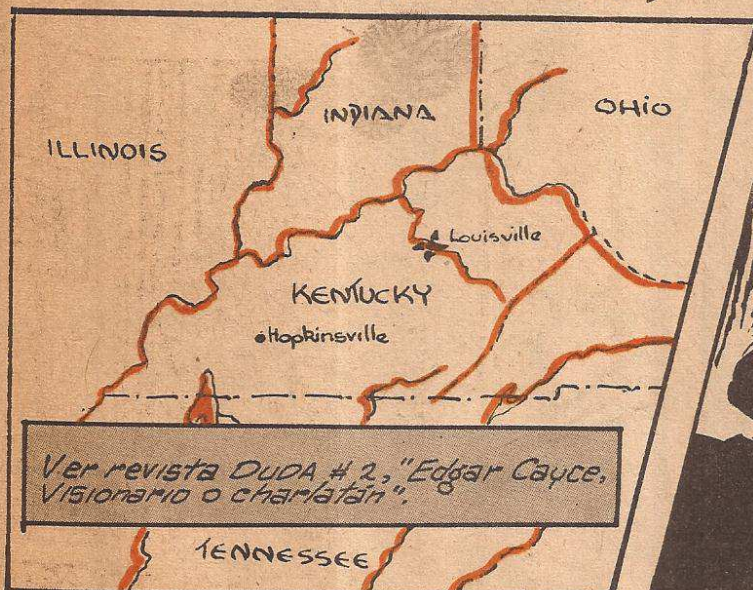 INDIANA
OHIO
ILLINOIS
Louisville
KENTUCKY
Hopkinsville
Ver revista DUDA # 2, "Edgar Cayce,
Visionario o charlatán".
TENNESSEE